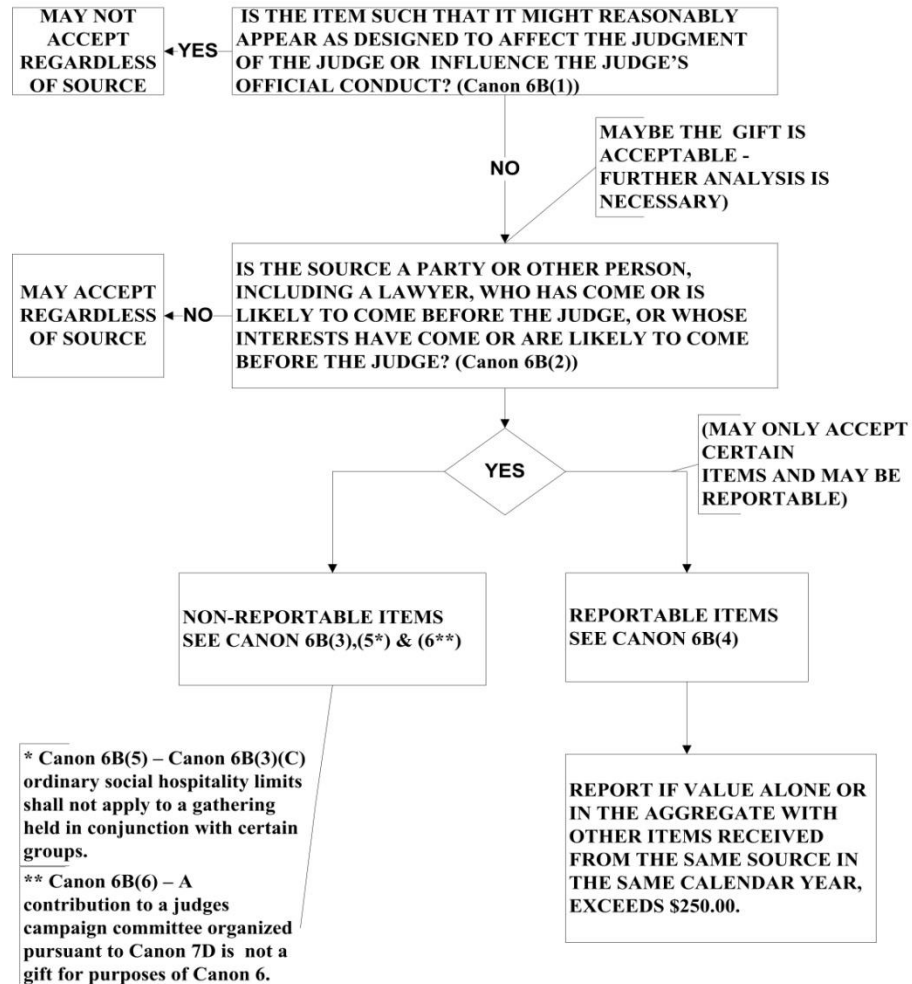 MAY NOT
ACCEPT
REGARDLESS
OF SOURCE
YES
IS THE ITEM SUCH THAT IT MIGHT REASONABLY
APPEAR AS DESIGNED TO AFFECT THE JUDGMENT
OF THE JUDGE OR INFLUENCE THE JUDGE'S
OFFICIAL CONDUCT? (Canon 6B(1))
NO
MAYBE THE GIFT IS
ACCEPTABLE -
FURTHER ANALYSIS IS
NECESSARY)
MAY ACCEPT
REGARDLESS
OF SOURCE
NO
IS THE SOURCE A PARTY OR OTHER PERSON,
INCLUDING A LAWYER, WHO HAS COME OR IS
LIKELY TO COME BEFORE THE JUDGE, OR WHOSE
INTERESTS HAVE COME OR ARE LIKELY TO COME
BEFORE THE JUDGE? (Canon 6B(2))
YES
(MAY ONLY ACCEPT
CERTAIN
ITEMS AND MAY BE
REPORTABLE)
NON-REPORTABLE ITEMS
SEE CANON 6B(3),(5*) & (6**)
REPORTABLE ITEMS
SEE CANON 6B(4)
* Canon 6B(5) – Canon 6B(3)(C)
ordinary social hospitality limits
shall not apply to a gathering
held in conjunction with certain
groups.
** Canon 6B(6) – A
contribution to a judges
campaign committee organized
pursuant to Canon 7D is not a
gift for purposes of Canon 6.
REPORT IF VALUE ALONE OR
IN THE AGGREGATE WITH
OTHER ITEMS RECEIVED
FROM THE SAME SOURCE IN
THE SAME CALENDAR YEAR,
EXCEEDS $250.00.